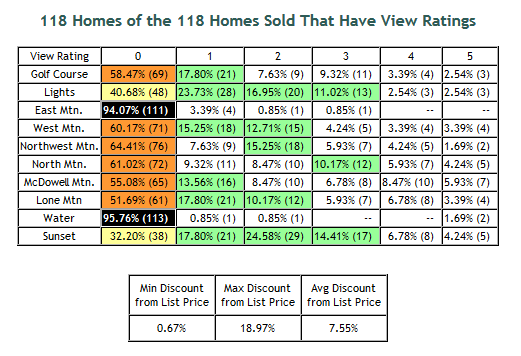 118 Homes of the 118 Homes Sold That Have View Ratings
View Rating 0 1 2 3 4 5
Golf Course 58.47% (69) 17.80% (21) 7.63% (9) 9.32% (11) 3.39% (4) 2.54% (3)
Lights 40.68% (48) 23.73% (28) 16.95% (20) 11.02% (13) 2.54% (3) 2.54% (3)
East Mtn. 94.07% (111) 3.39% (4) 0.85% (1) 0.85% (1) -- --
West Mtn. 60.17% (71) 15.25% (18) 12.71% (15) 4.24% (5) 3.39% (4) 3.39% (4)
Northwest Mtn. 64.41% (76) 7.63% (9) 15.25% (18) 5.93% (7) 4.24% (5) 1.69% (2)
North Mtn. 61.02% (72) 9.32% (11) 8.47% (10) 10.17% (12) 5.93% (7) 4.24% (5)
McDowell Mtn. 55.08% (65) 13.56% (16) 8.47% (10) 6.78% (8) 8.47% (10) 5.93% (7)
Lone Mtn 51.69% (61) 17.80% (21) 10.17% (12) 5.93% (7) 6.78% (8) 3.39% (4)
Water 95.76% (113) 0.85% (1) 0.85% (1) -- -- 1.69% (2)
Sunset 32.20% (38) 17.80% (21) 24.58% (29) 14.41% (17) 6.78% (8) 4.24% (5)
Min Discount Max Discount Avg Discount
from List Price from List Price from List Price
0.67% 18.97% 7.55%